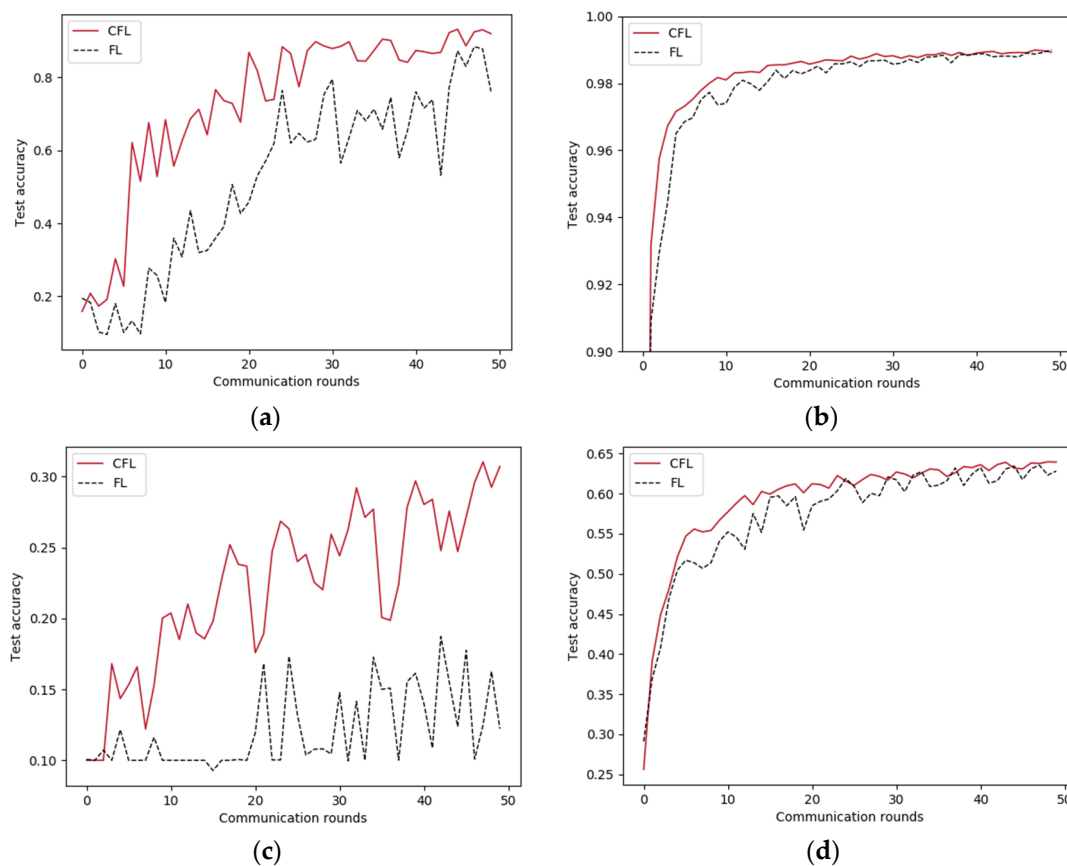 CFL
FL
Test accuracy
0.8
0.6
0.4
0.2
0 10 20 30 40 50
Communication rounds
(a)
CFL
FL
Test accuracy
1.00
0.98
0.96
0.94
0.92
0.90
0 10 20 30 40 50
Communication rounds
(b)
CFL
FL
Test accuracy
0.30
0.25
0.20
0.15
0.10
0 10 20 30 40 50
Communication rounds
(c)
CFL
FL
Test accuracy
0.65
0.60
0.55
0.50
0.45
0.40
0.35
0.30
0.25
0 10 20 30 40 50
Communication rounds
(d)